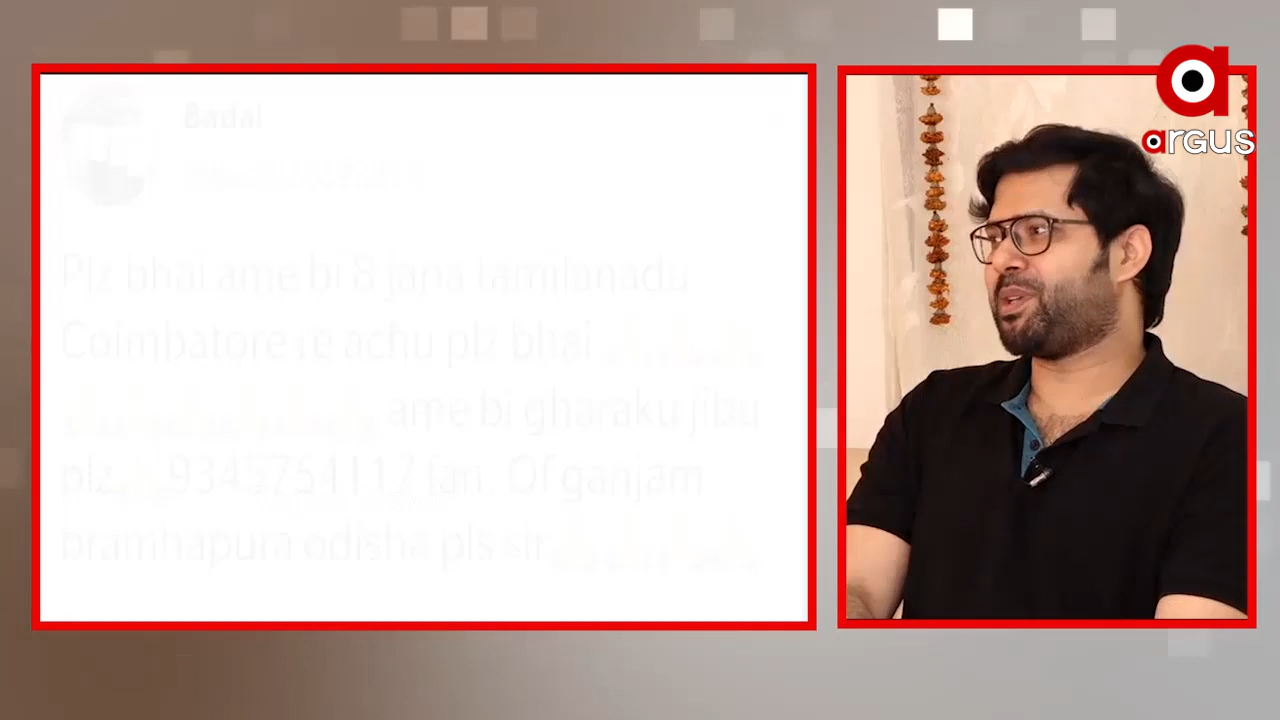 Badal
Plz bhai ame bi 8 jana tamilanadu
Coimbatore re achu plz bhai
ame bi gharaku jibu
plz
fan. Of ganjam
bramhapura odisha pls sir
argus